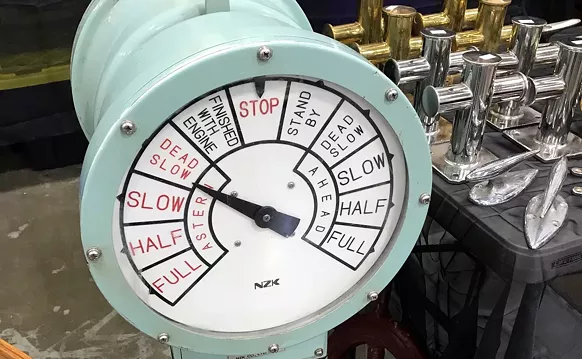 FULL
HALF
SLOW
DEAD
SLOW
FINISHED
WITH
ENGINE
STOP
STAND
BY
DEAD
SLOW
SLOW
HALF
FULL
ASTERN
AHEAD
NZK